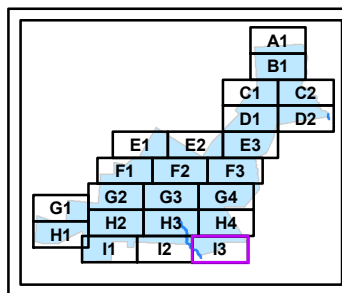 A1
B1
C1 C2
D1 D2
E1 E2 E3
F1 F2 F3
G2 G3 G4
G1
H2 H3 H4
H1
I1 I2 I3